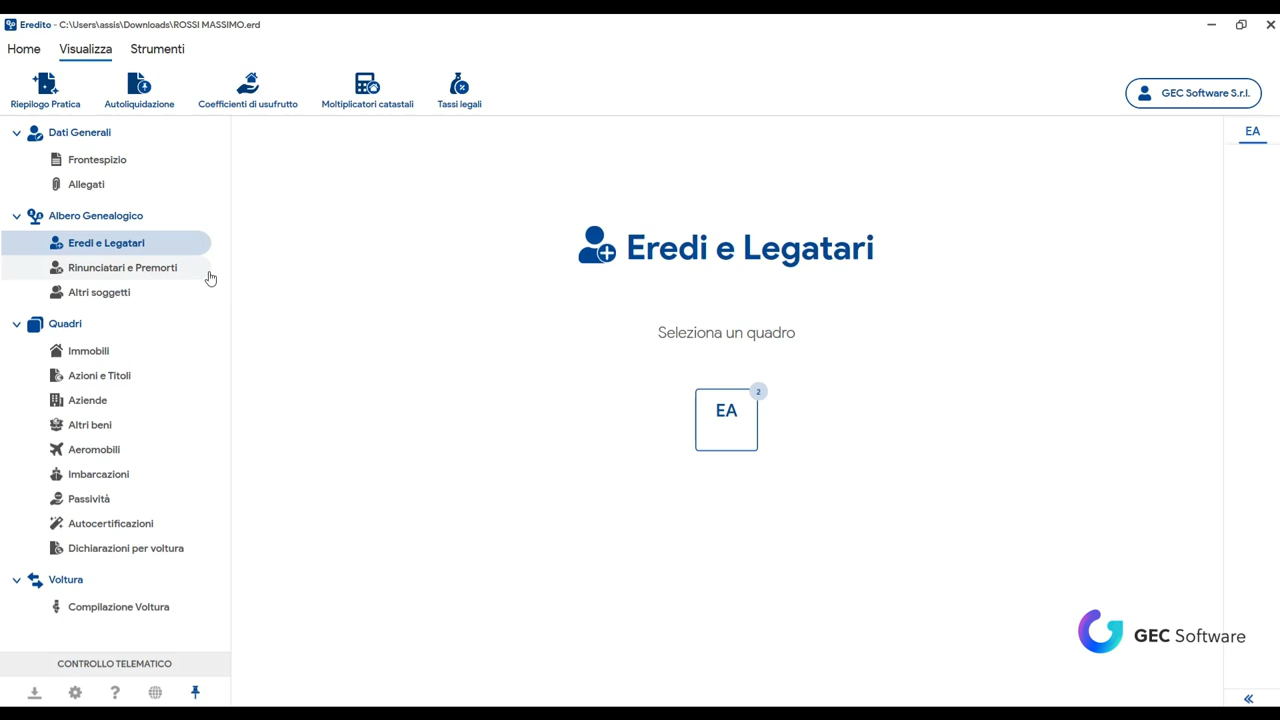 Eredito - C:\Users\assis\Downloads\ROSSI MASSIMO.erd
Home Visualizza Strumenti
Riepilogo Pratica Autoliquidazione Coefficienti di usufrutto Moltiplicatori catastali Tassi legali
GEC Software S.r.l.
Dati Generali
Frontespizio
Allegati
Albero Genealogico
Eredi e Legatari
Rinunciatari e Premorti
Altri soggetti
Quadri
Immobili
Azioni e Titoli
Aziende
Altri beni
Aeromobili
Imbarcazioni
Passività
Autocertificazioni
Dichiarazioni per voltura
Voltura
Compilazione Voltura
CONTROLLO TELEMATICO
Eredi e Legatari
Seleziona un quadro
2
EA
EA
GEC Software